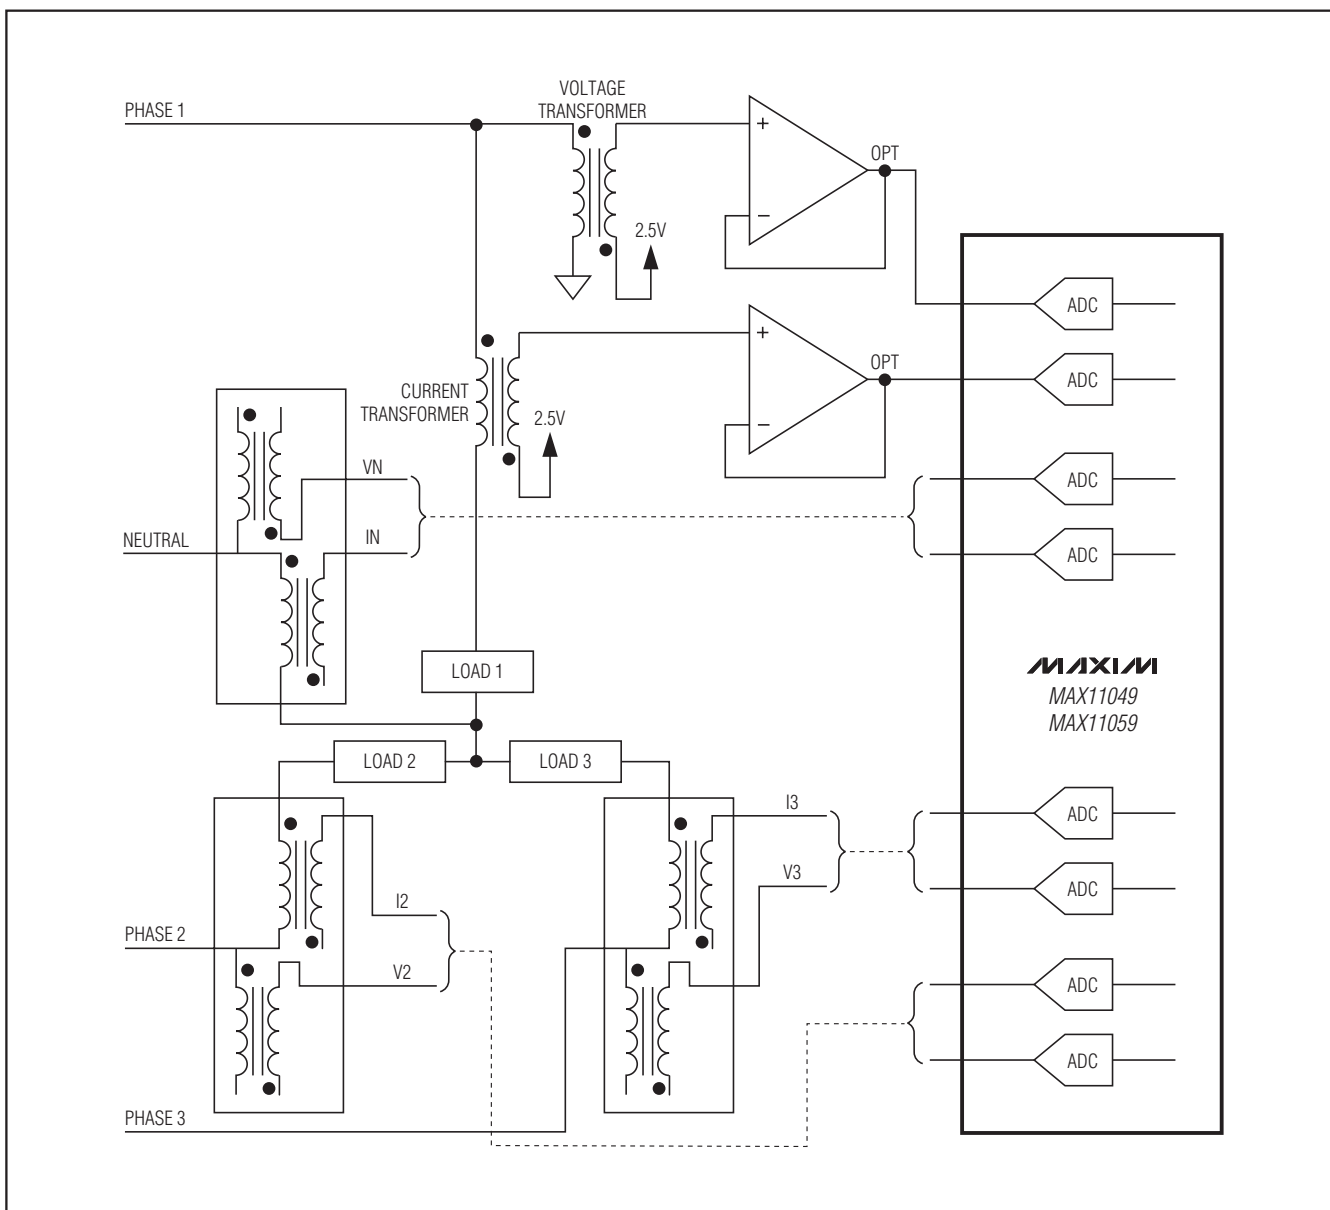 VOLTAGE
TRANSFORMER
PHASE 1
+
OPT
−
2.5V
ADC
+
OPT
−
ADC
CURRENT
TRANSFORMER
2.5V
VN
ADC
NEUTRAL
IN
ADC
LOAD 1
MAXIM
MAX11049
MAX11059
LOAD 2
LOAD 3
I3
ADC
V3
ADC
I2
PHASE 2
V2
ADC
ADC
PHASE 3